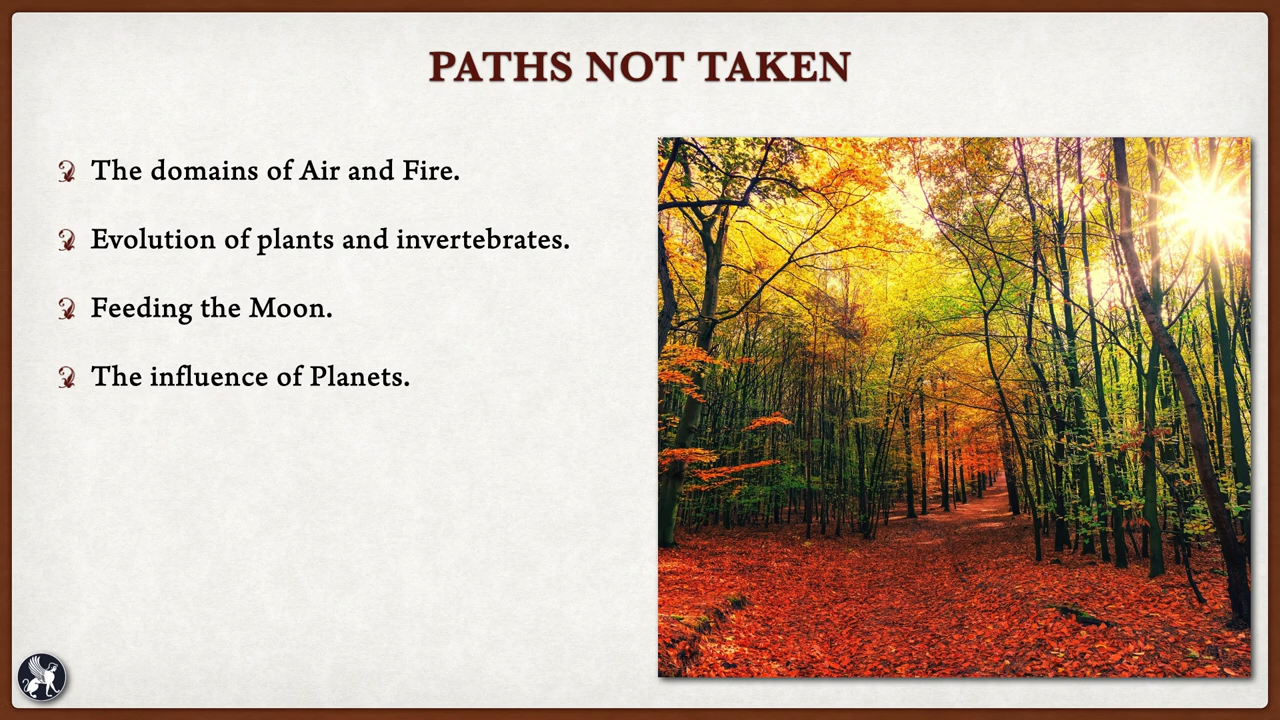 PATHS NOT TAKEN
The domains of Air and Fire.
Evolution of plants and invertebrates.
Feeding the Moon.
The influence of Planets.